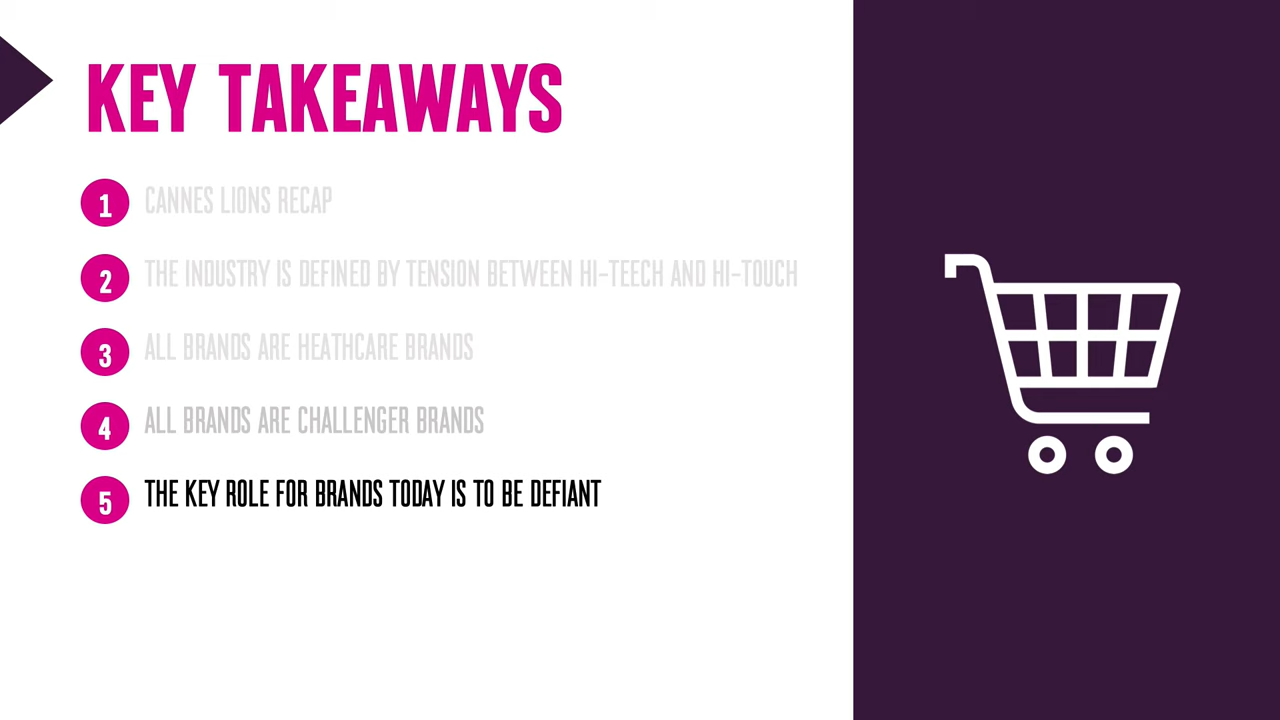 KEY TAKEAWAYS
1 CANNES LIONS RECAP
2 THE INDUSTRY IS DEFINED BY TENSION BETWEEN HI-TEECH AND HI-TOUCH
3 ALL BRANDS ARE HEATHCARE BRANDS
4 ALL BRANDS ARE CHALLENGER BRANDS
5 THE KEY ROLE FOR BRANDS TODAY IS TO BE DEFIANT